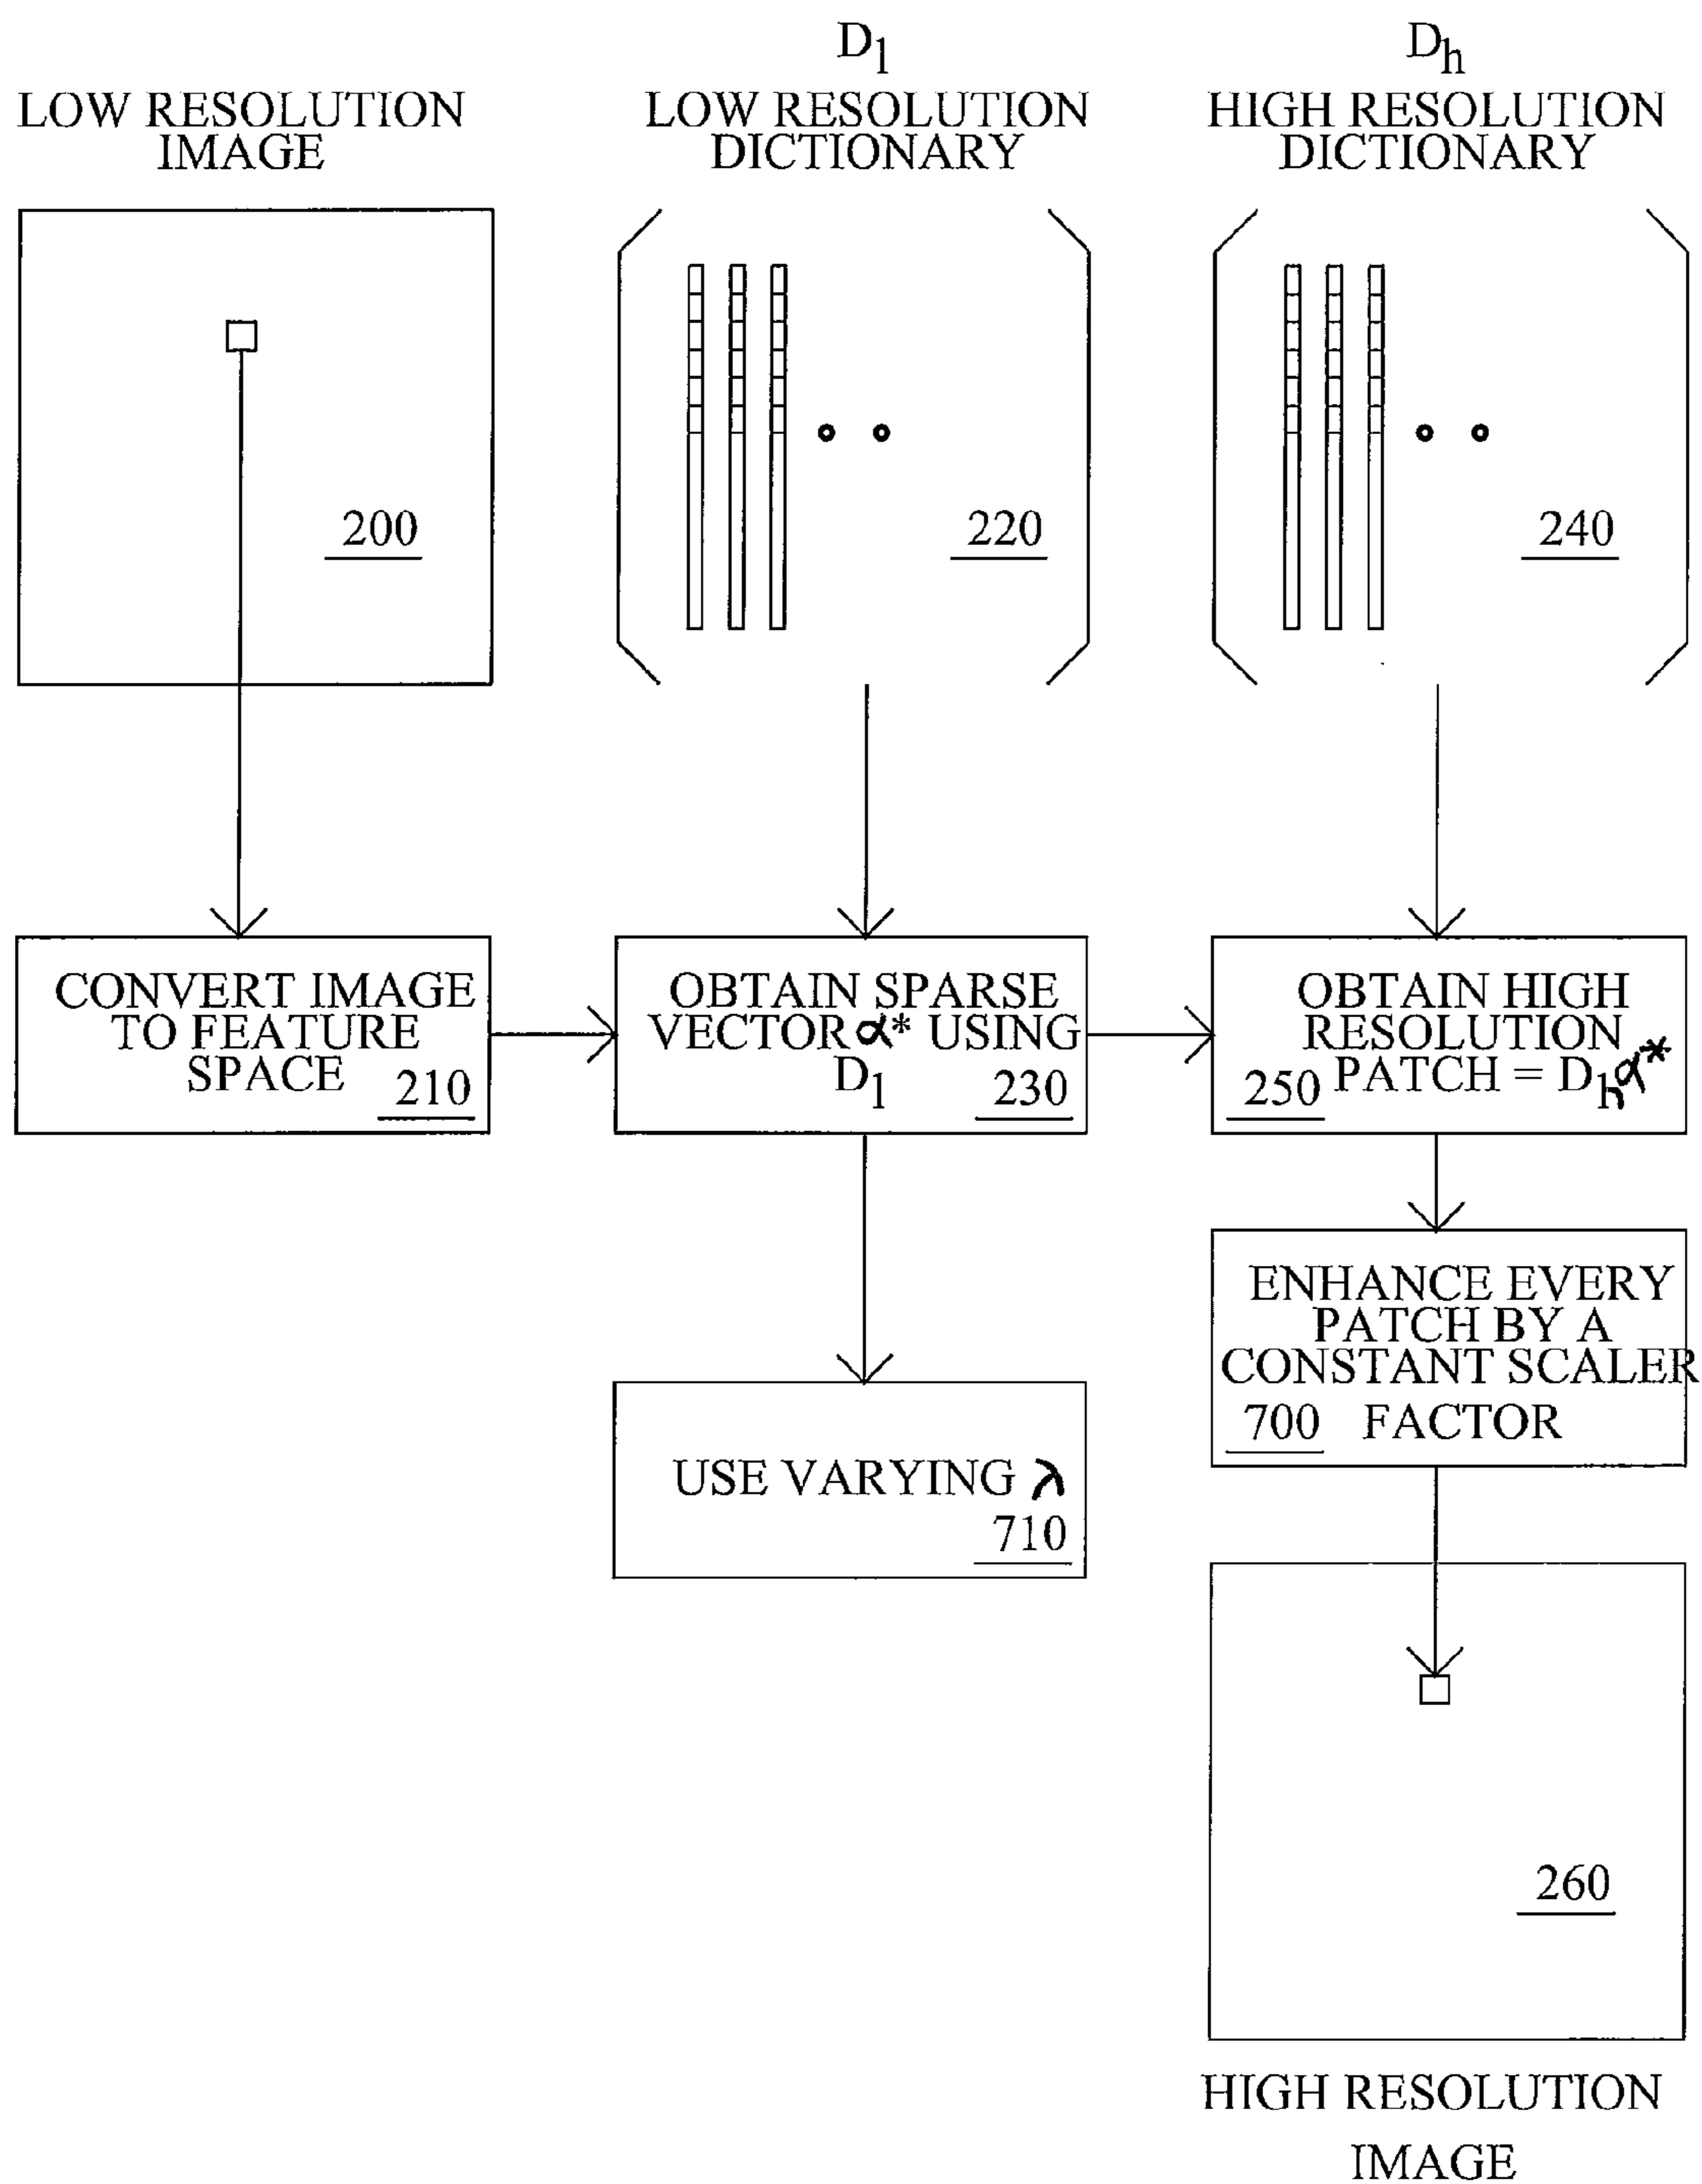 D₁
LOW RESOLUTION
DICTIONARY
Dₕ
HIGH RESOLUTION
DICTIONARY
LOW RESOLUTION
IMAGE
200
220
240
CONVERT IMAGE
TO FEATURE
SPACE
210
OBTAIN SPARSE
VECTOR α* USING
D₁
230
OBTAIN HIGH
RESOLUTION
PATCH = Dₕα*
250
ENHANCE EVERY
PATCH BY A
CONSTANT SCALER
FACTOR
700
USE VARYING λ
710
260
HIGH RESOLUTION
IMAGE